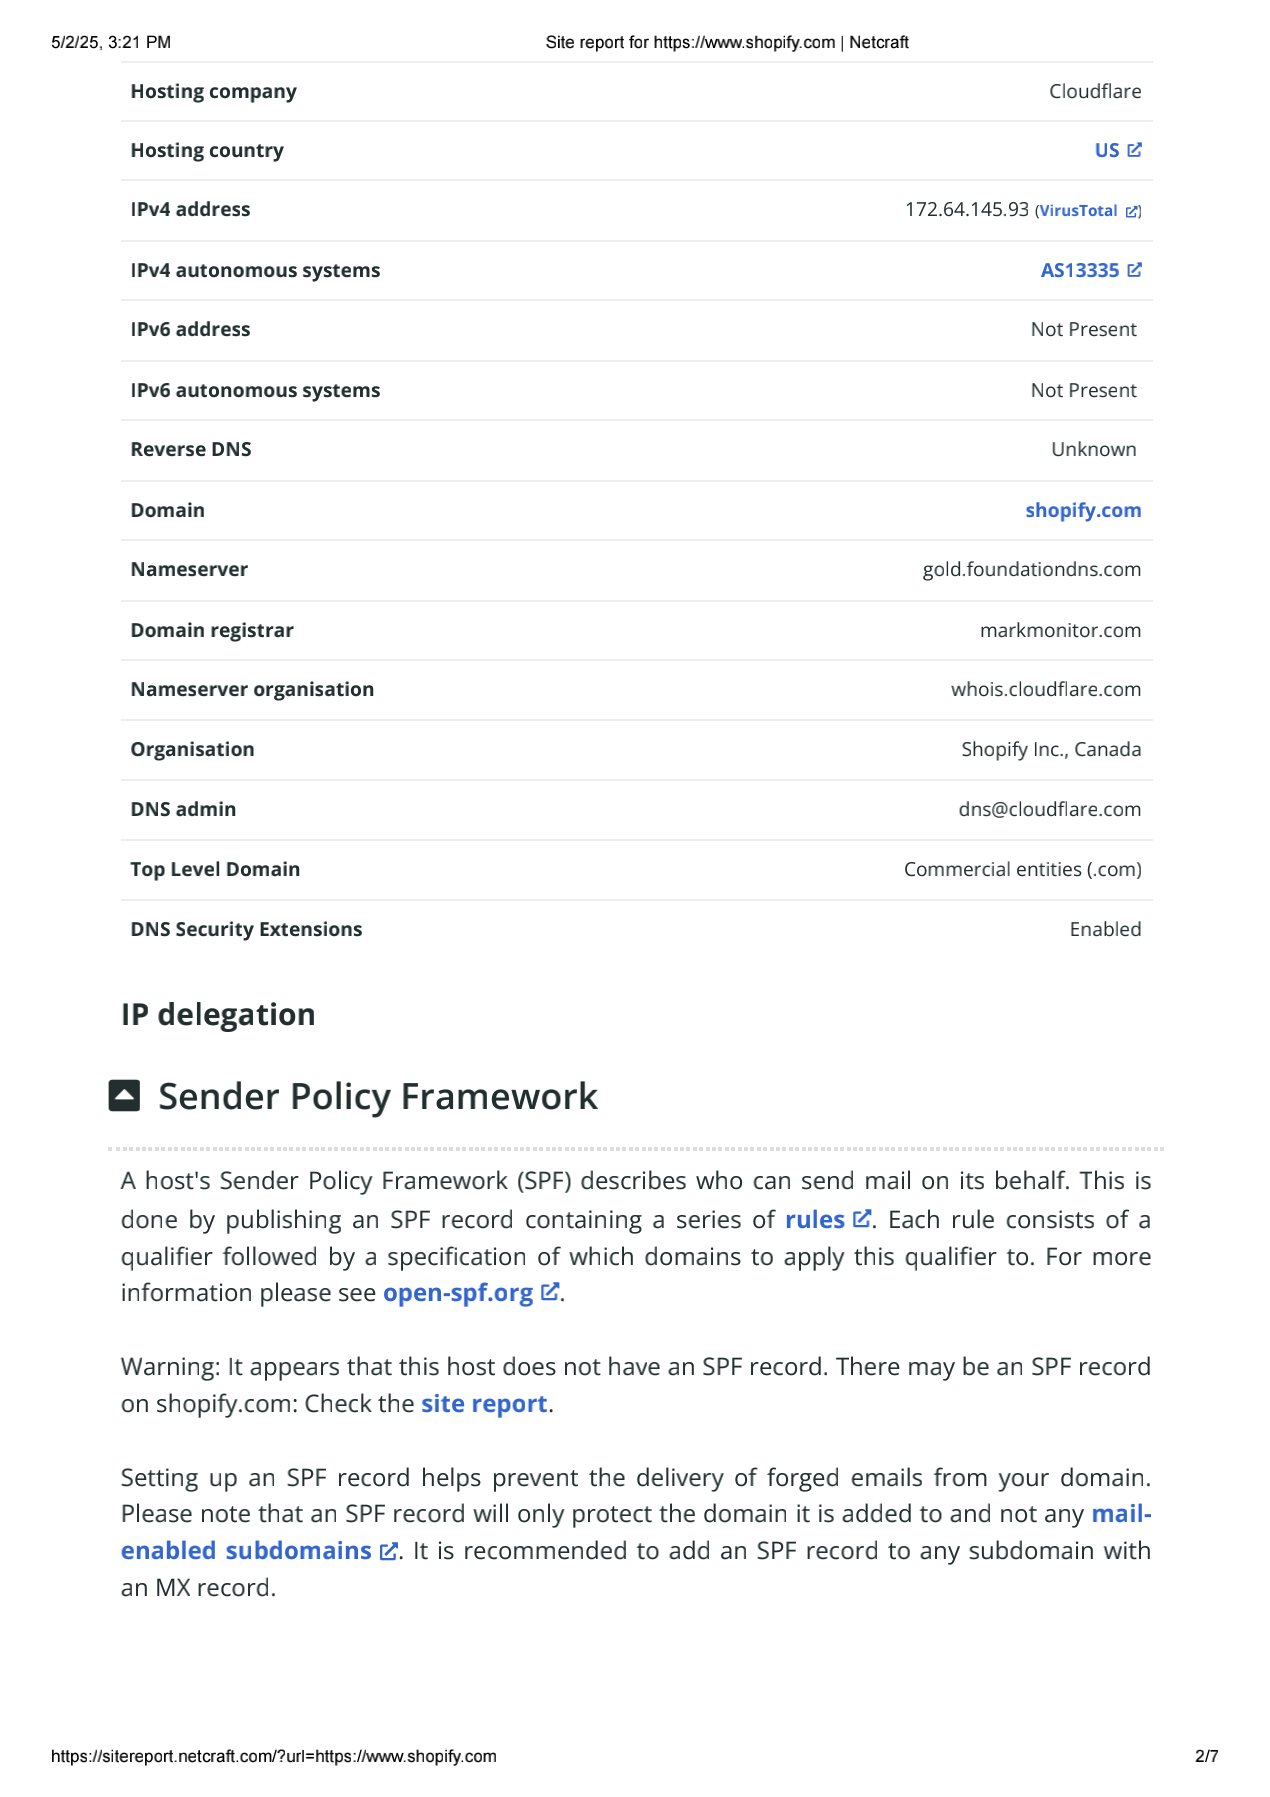 5/2/25, 3:21 PM Site report for https://www.shopify.com | Netcraft
Hosting company Cloudflare
Hosting country US
IPv4 address 172.64.145.93 (VirusTotal )
IPv4 autonomous systems AS13335
IPv6 address Not Present
IPv6 autonomous systems Not Present
Reverse DNS Unknown
Domain shopify.com
Nameserver gold.foundationdns.com
Domain registrar markmonitor.com
Nameserver organisation whois.cloudflare.com
Organisation Shopify Inc., Canada
DNS admin dns@cloudflare.com
Top Level Domain Commercial entities (.com)
DNS Security Extensions Enabled
IP delegation
Sender Policy Framework
A host's Sender Policy Framework (SPF) describes who can send mail on its behalf. This is
done by publishing an SPF record containing a series of rules . Each rule consists of a
qualifier followed by a specification of which domains to apply this qualifier to. For more
information please see open-spf.org .
Warning: It appears that this host does not have an SPF record. There may be an SPF record
on shopify.com: Check the site report.
Setting up an SPF record helps prevent the delivery of forged emails from your domain.
Please note that an SPF record will only protect the domain it is added to and not any mail-
enabled subdomains . It is recommended to add an SPF record to any subdomain with
an MX record.
https://sitereport.netcraft.com/?url=https://www.shopify.com 2/7